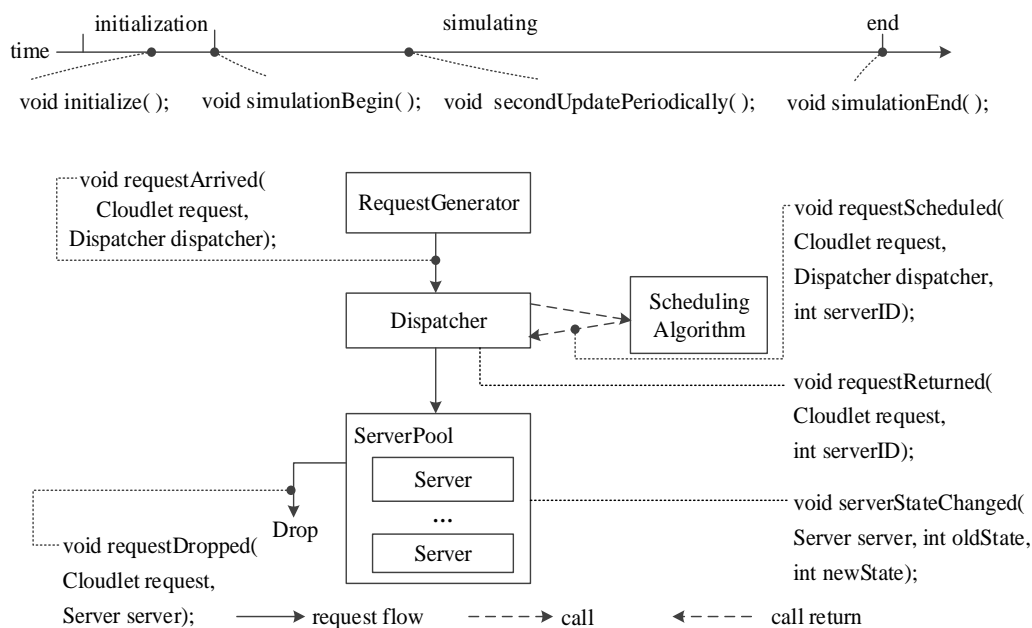 initialization
simulating
end
time
void initialize( );
void simulationBegin( );
void secondUpdatePeriodically( );
void simulationEnd( );
void requestArrived(
Cloudlet request,
Dispatcher dispatcher);
RequestGenerator
void requestScheduled(
Cloudlet request,
Dispatcher dispatcher,
int serverID);
Dispatcher
Scheduling
Algorithm
void requestReturned(
Cloudlet request,
int serverID);
ServerPool
Server
...
Server
Drop
void requestDropped(
Cloudlet request,
Server server);
void serverStateChanged(
Server server, int oldState,
int newState);
request flow
call
call return